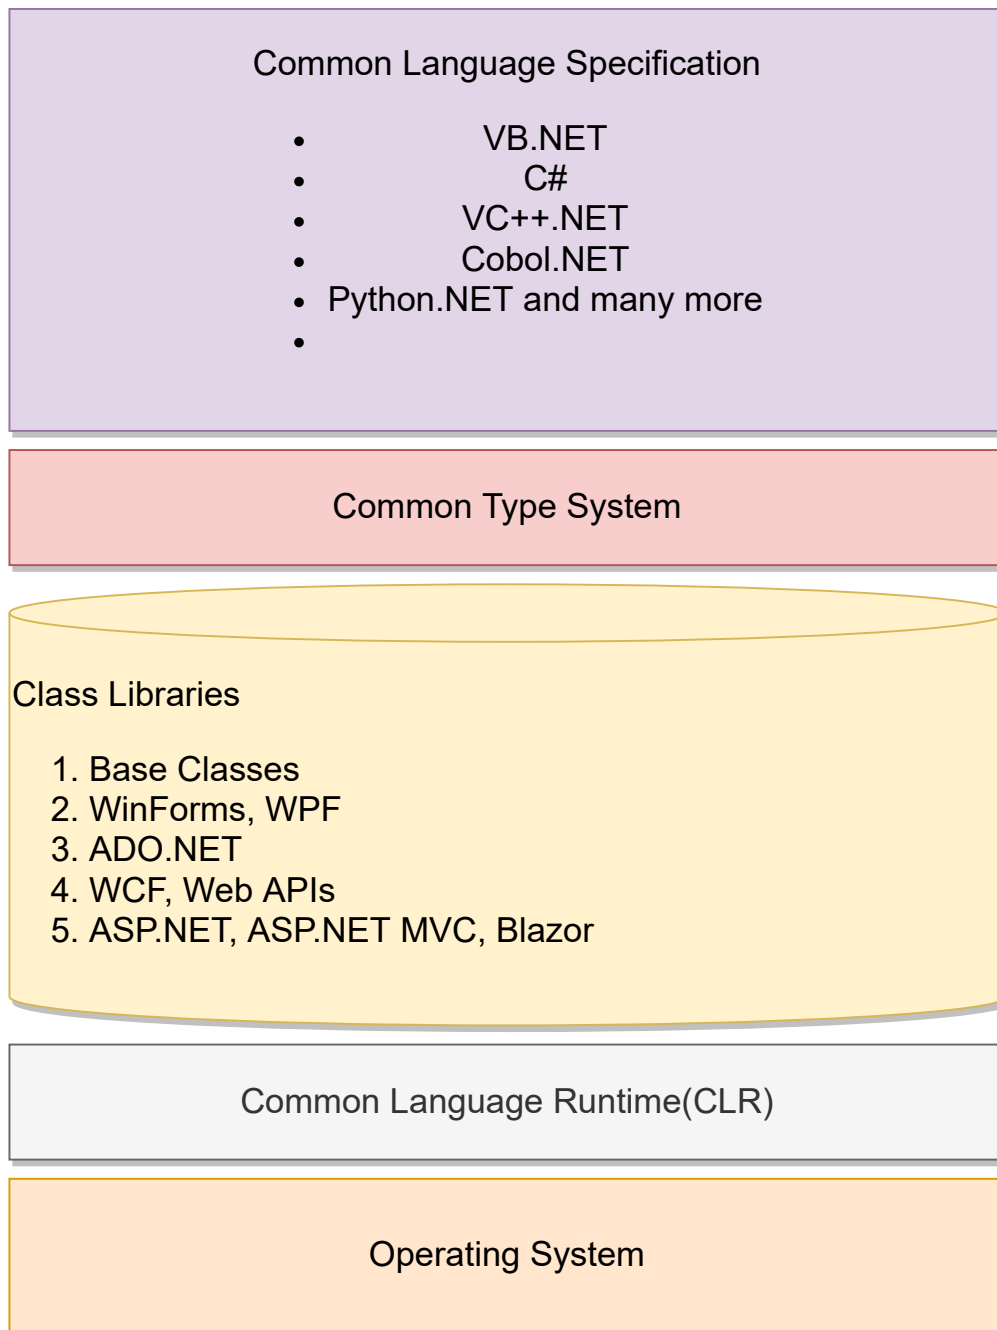 Common Language Specification
• VB.NET
• C#
• VC++.NET
• Cobol.NET
• Python.NET and many more
•
Common Type System
Class Libraries
1. Base Classes
2. WinForms, WPF
3. ADO.NET
4. WCF, Web APIs
5. ASP.NET, ASP.NET MVC, Blazor
Common Language Runtime(CLR)
Operating System